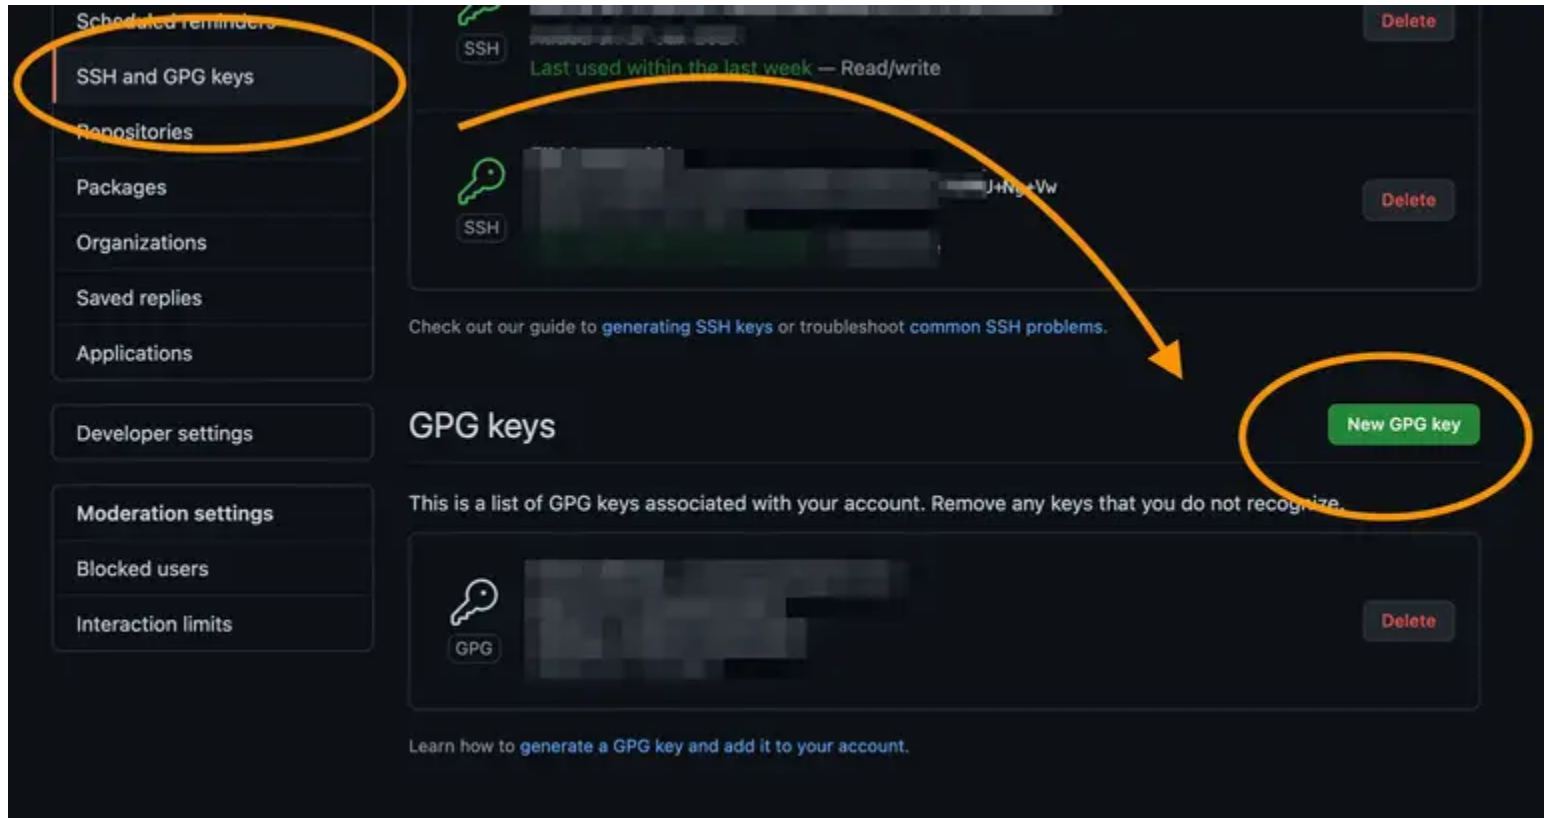 Scheduled reminders
SSH and GPG keys
Repositories
Packages
Organizations
Saved replies
Applications
Developer settings
Moderation settings
Blocked users
Interaction limits
SSH
Last used within the last week — Read/write
Delete
SSH
Delete
Check out our guide to generating SSH keys or troubleshoot common SSH problems.
GPG keys
New GPG key
This is a list of GPG keys associated with your account. Remove any keys that you do not recognize.
GPG
Delete
Learn how to generate a GPG key and add it to your account.